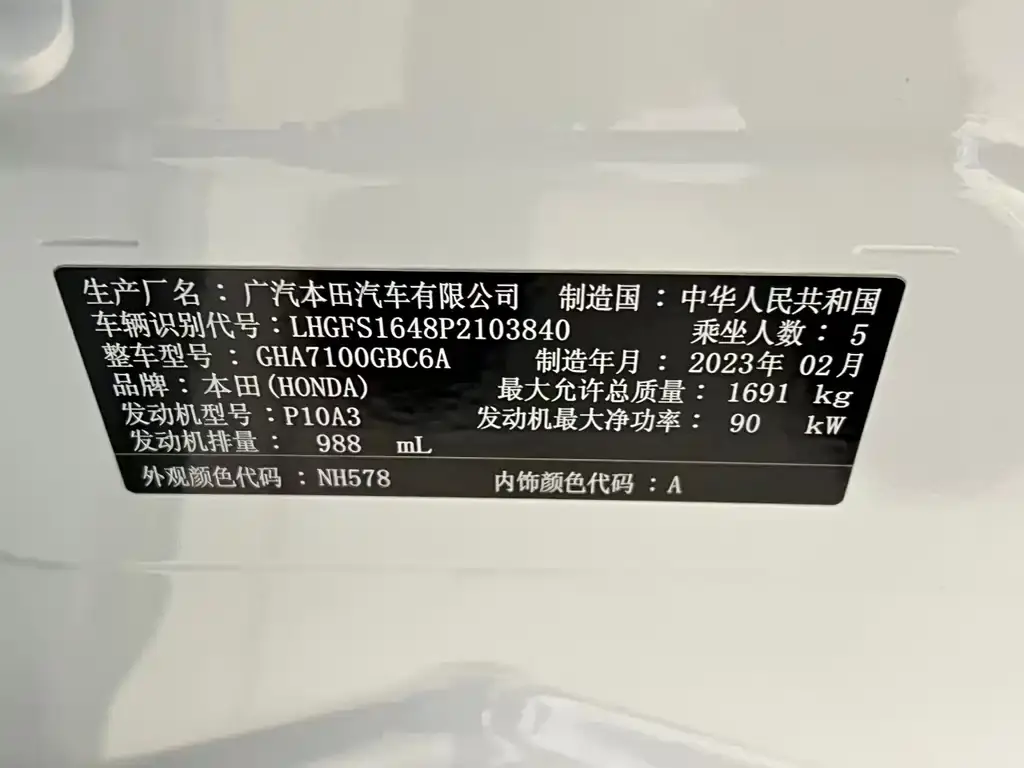 生产厂名：广汽本田汽车有限公司 制造国：中华人民共和国
车辆识别代号：LHGFS1648P2103840 乘坐人数：5
整车型号：GHA7100GBC6A 制造年月：2023年02月
品牌：本田(HONDA) 最大允许总质量：1691 kg
发动机型号：P10A3 发动机最大净功率：90 kW
发动机排量：988 mL
外观颜色代码：NH578 内饰颜色代码：A